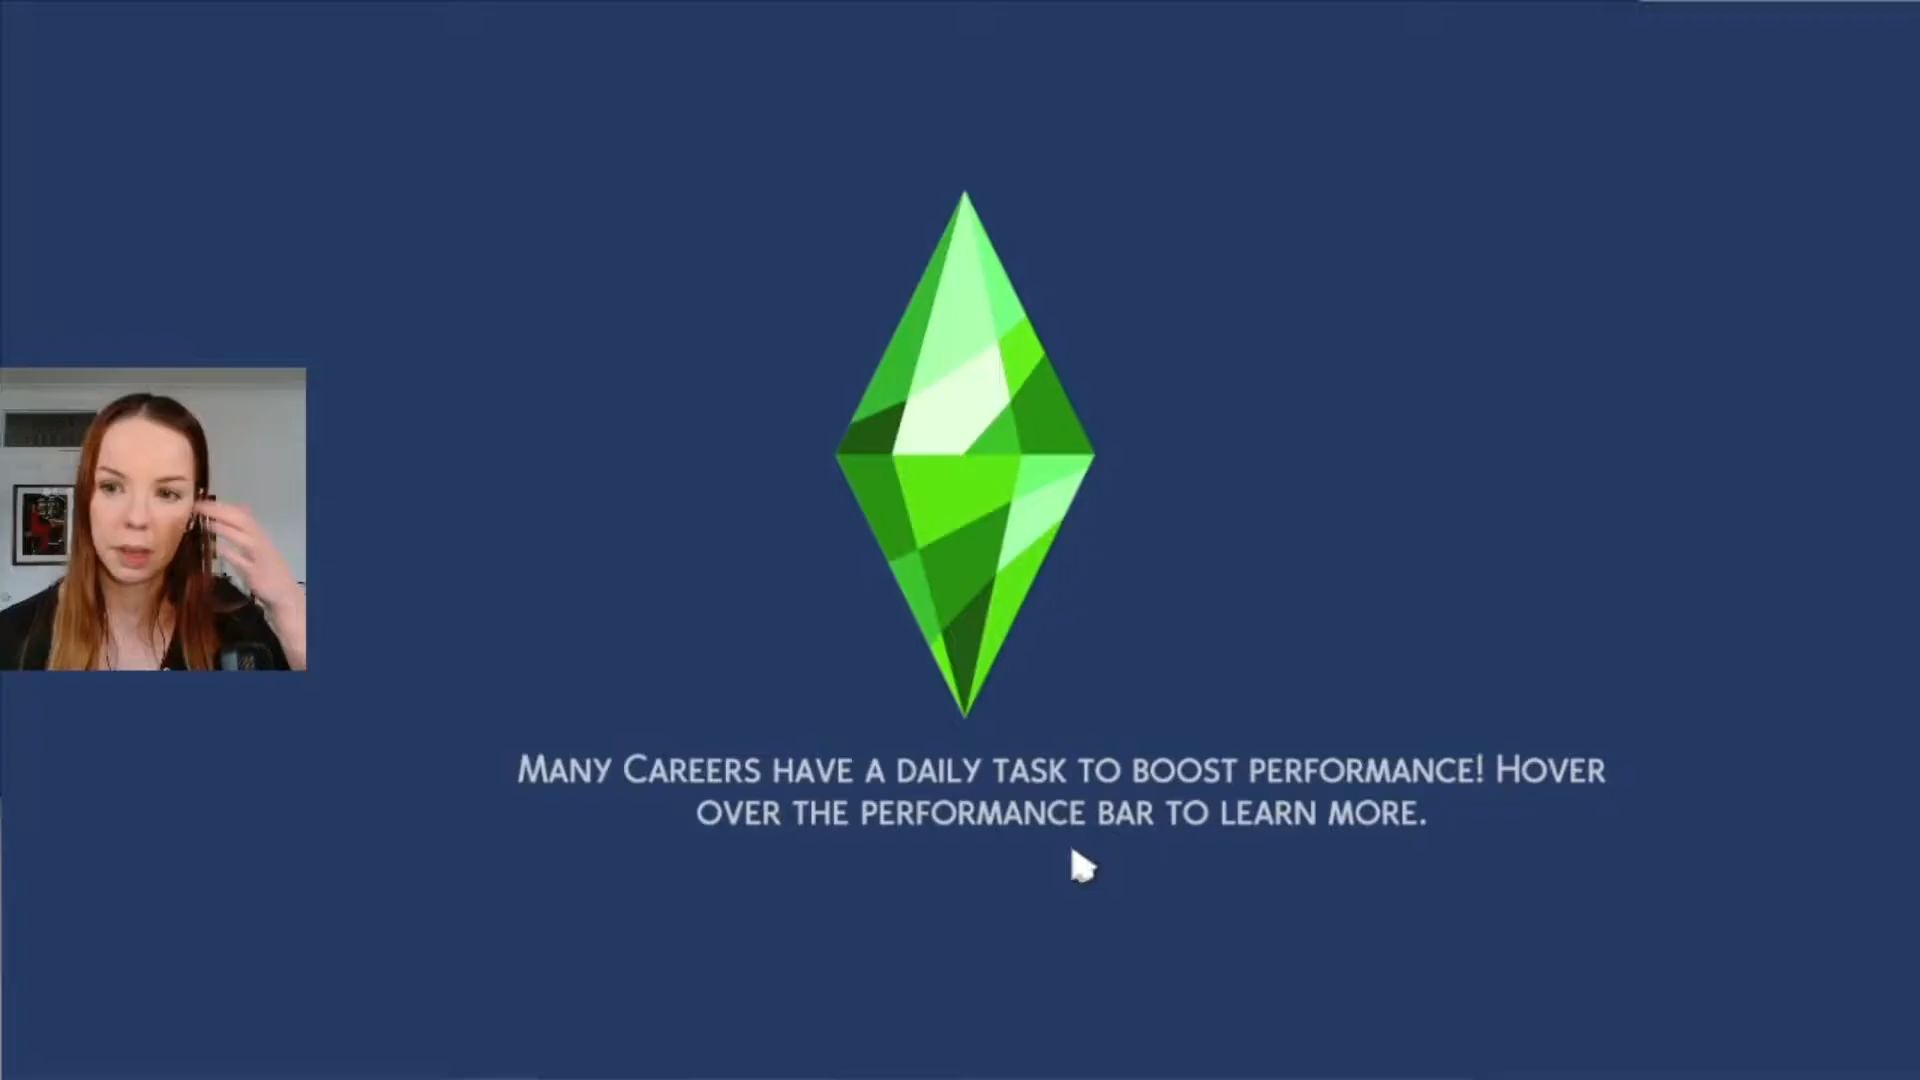 Many Careers have a daily task to boost performance! Hover
over the performance bar to learn more.